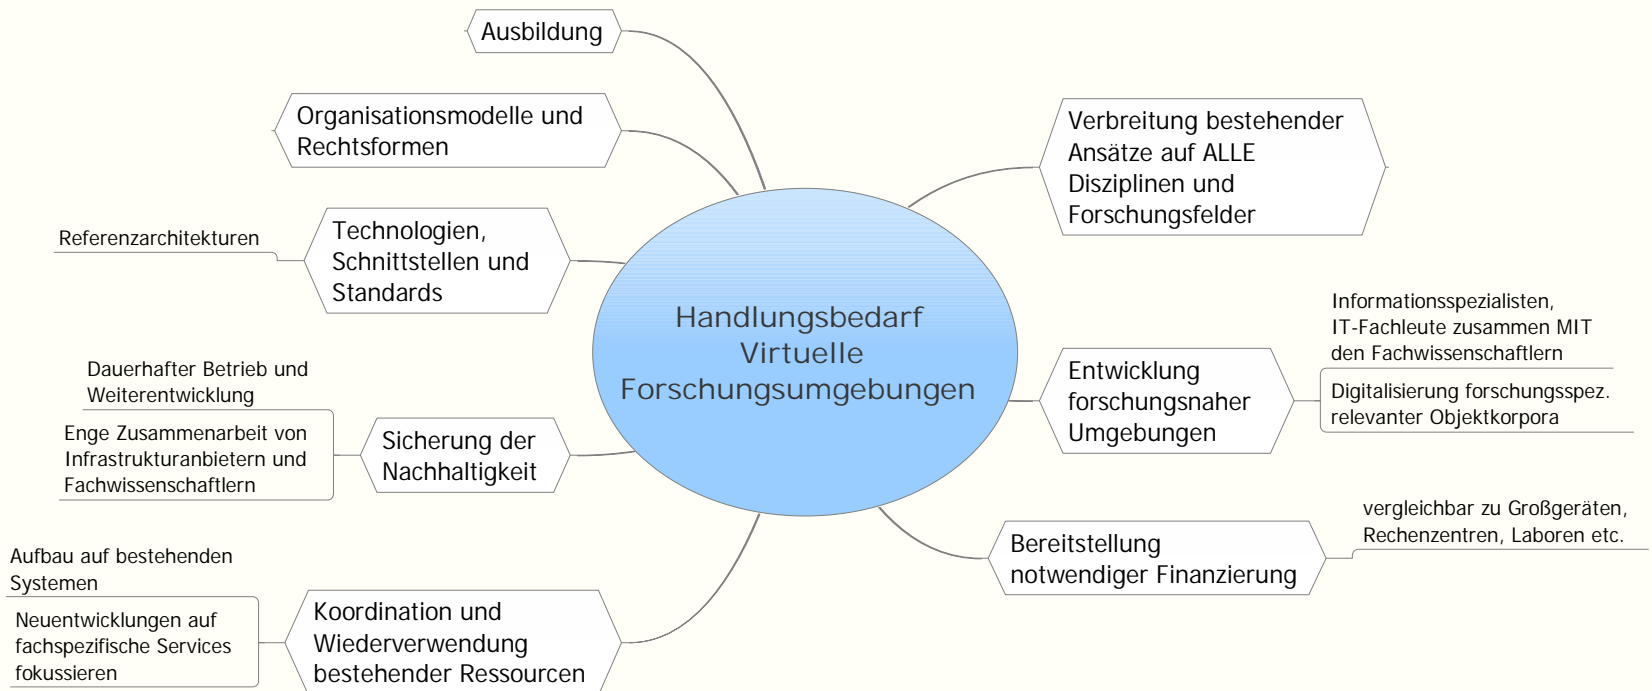 Handlungsbedarf
Virtuelle
Forschungsumgebungen
Verbreitung bestehender
Ansätze auf ALLE
Disziplinen und
Forschungsfelder
Entwicklung
forschungsnaher
Umgebungen
Informationsspezialisten,
IT-Fachleute zusammen MIT
den Fachwissenschaftlern
Digitalisierung forschungsspez.
relevanter Objektkorpora
Bereitstellung
notwendiger Finanzierung
vergleichbar zu Großgeräten,
Rechenzentren, Laboren etc.
Ausbildung
Organisationsmodelle und
Rechtsformen
Technologien,
Schnittstellen und
Standards
Referenzarchitekturen
Sicherung der
Nachhaltigkeit
Dauerhafter Betrieb und
Weiterentwicklung
Enge Zusammenarbeit von
Infrastrukturanbietern und
Fachwissenschaftlern
Koordination und
Wiederverwendung
bestehender Ressourcen
Aufbau auf bestehenden
Systemen
Neuentwicklungen auf
fachspezifische Services
fokussieren